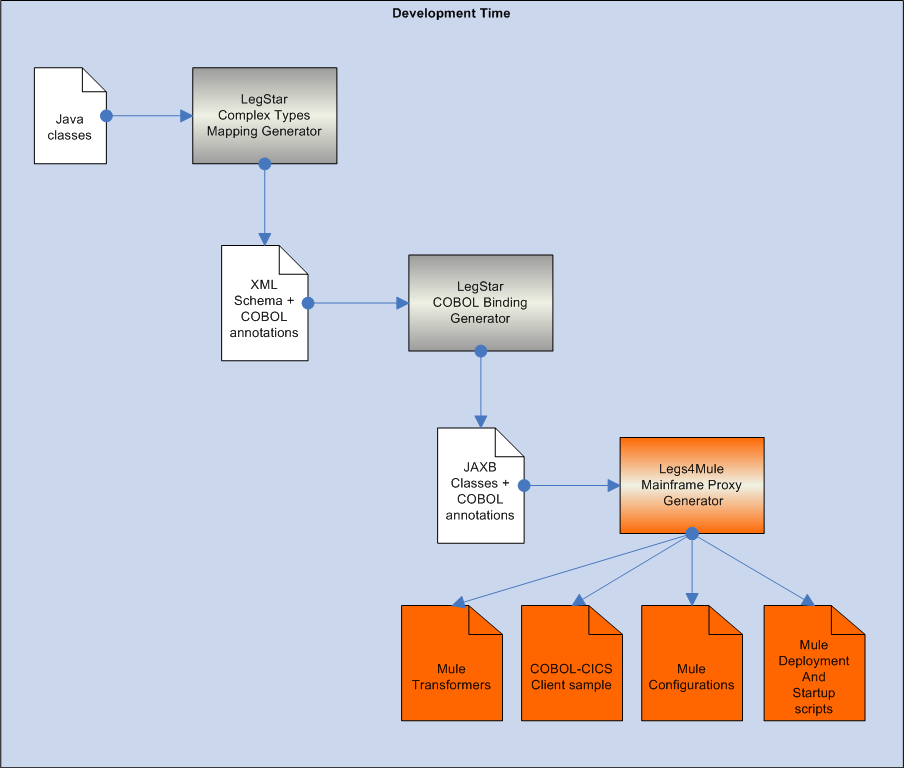 Development Time
Java
classes
LegStar
Complex Types
Mapping Generator
XML
Schema +
COBOL
annotations
LegStar
COBOL Binding
Generator
JAXB
Classes +
COBOL
annotations
Legs4Mule
Mainframe Proxy
Generator
Mule
Transformers
COBOL-CICS
Client sample
Mule
Configurations
Mule
Deployment
And
Startup
scripts